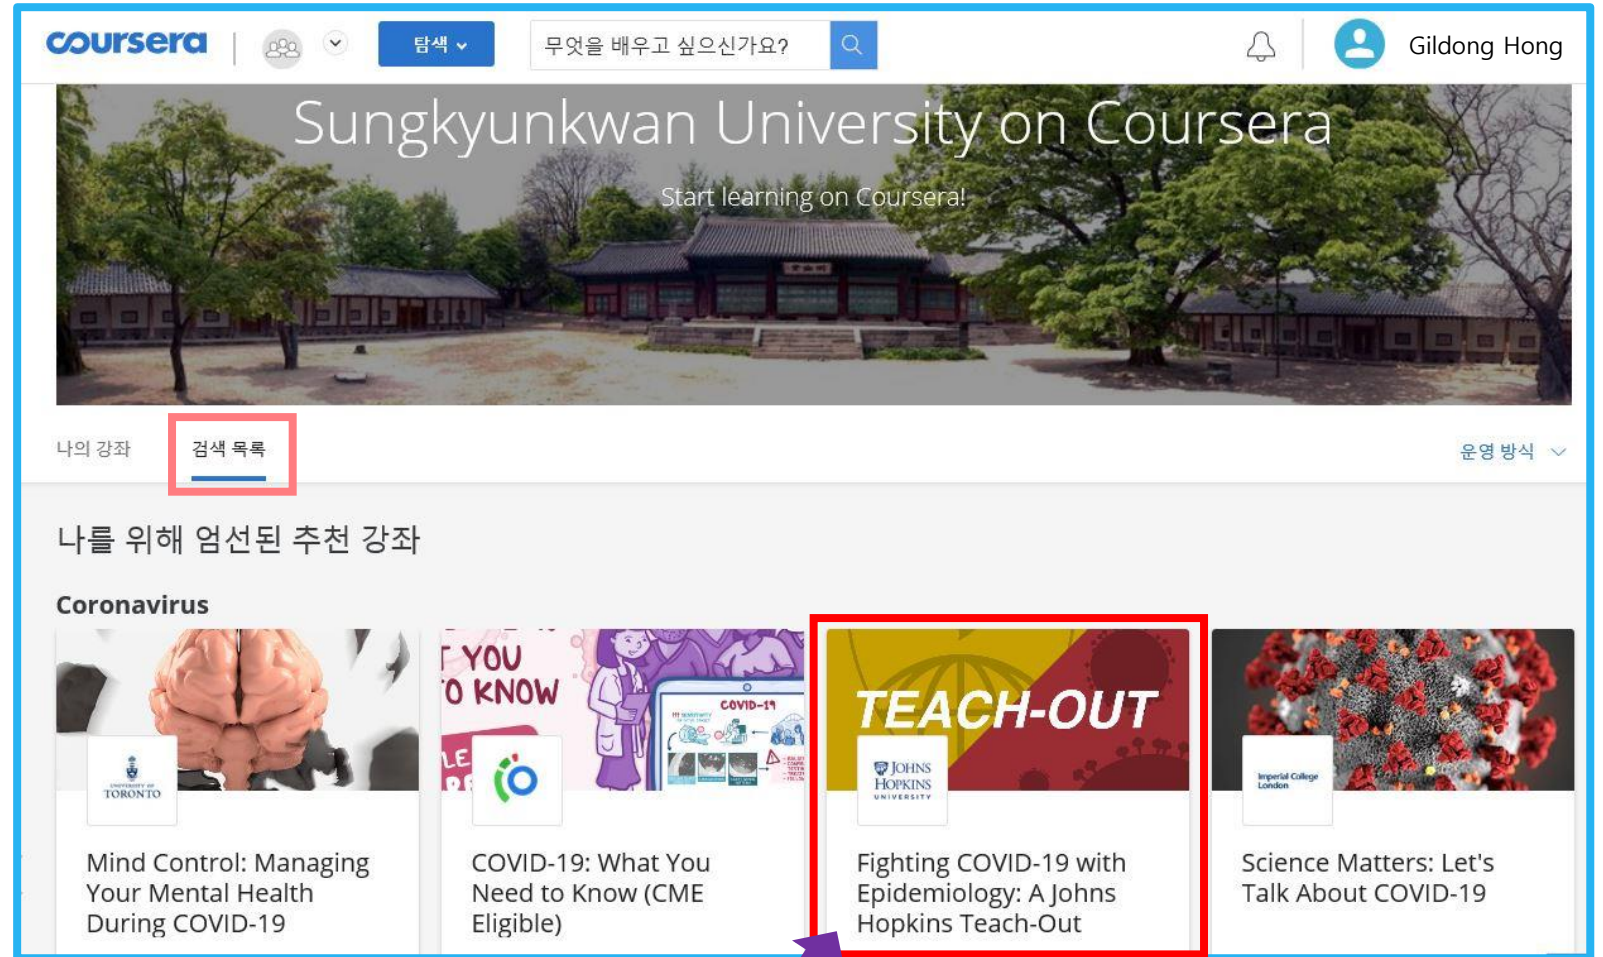 coursera
탐색
무엇을 배우고 싶으신가요?
Gildong Hong
Sungkyunkwan University on Coursera
Start learning on Coursera!
나의 강좌
검색 목록
운영 방식
나를 위해 엄선된 추천 강좌
Coronavirus
UNIVERSITY OF
TORONTO
Mind Control: Managing
Your Mental Health
During COVID-19
YOU
O KNOW
COVID-19
COVID-19: What You
Need to Know (CME
Eligible)
TEACH-OUT
JOHNS
HOPKINS
UNIVERSITY
Fighting COVID-19 with
Epidemiology: A Johns
Hopkins Teach-Out
Imperial College
London
Science Matters: Let's
Talk About COVID-19